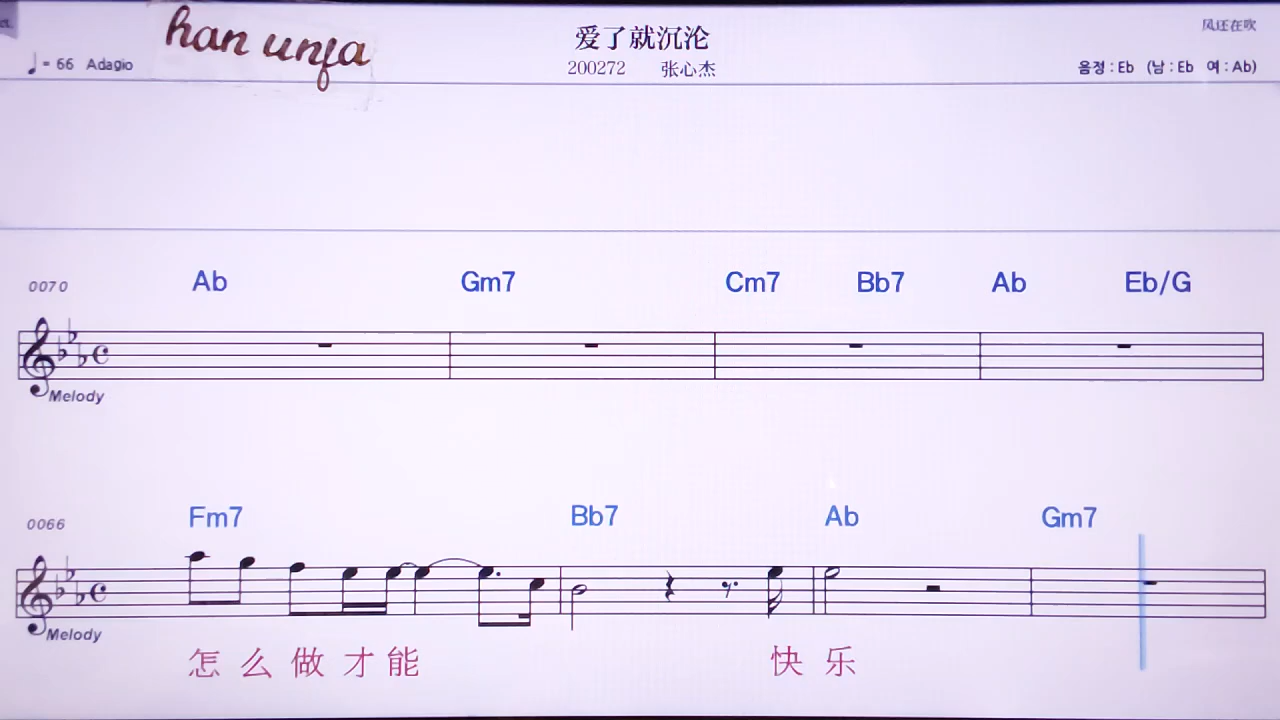 han unfa
爱了就沉沦
风还在吹
♩= 66 Adagio
200272 张心杰
음정 : Eb (남 : Eb 여 : Ab)
Ab Gm7 Cm7 Bb7 Ab Eb/G
0070
Melody
Fm7 Bb7 Ab Gm7
0066
Melody
怎么做才能 快乐